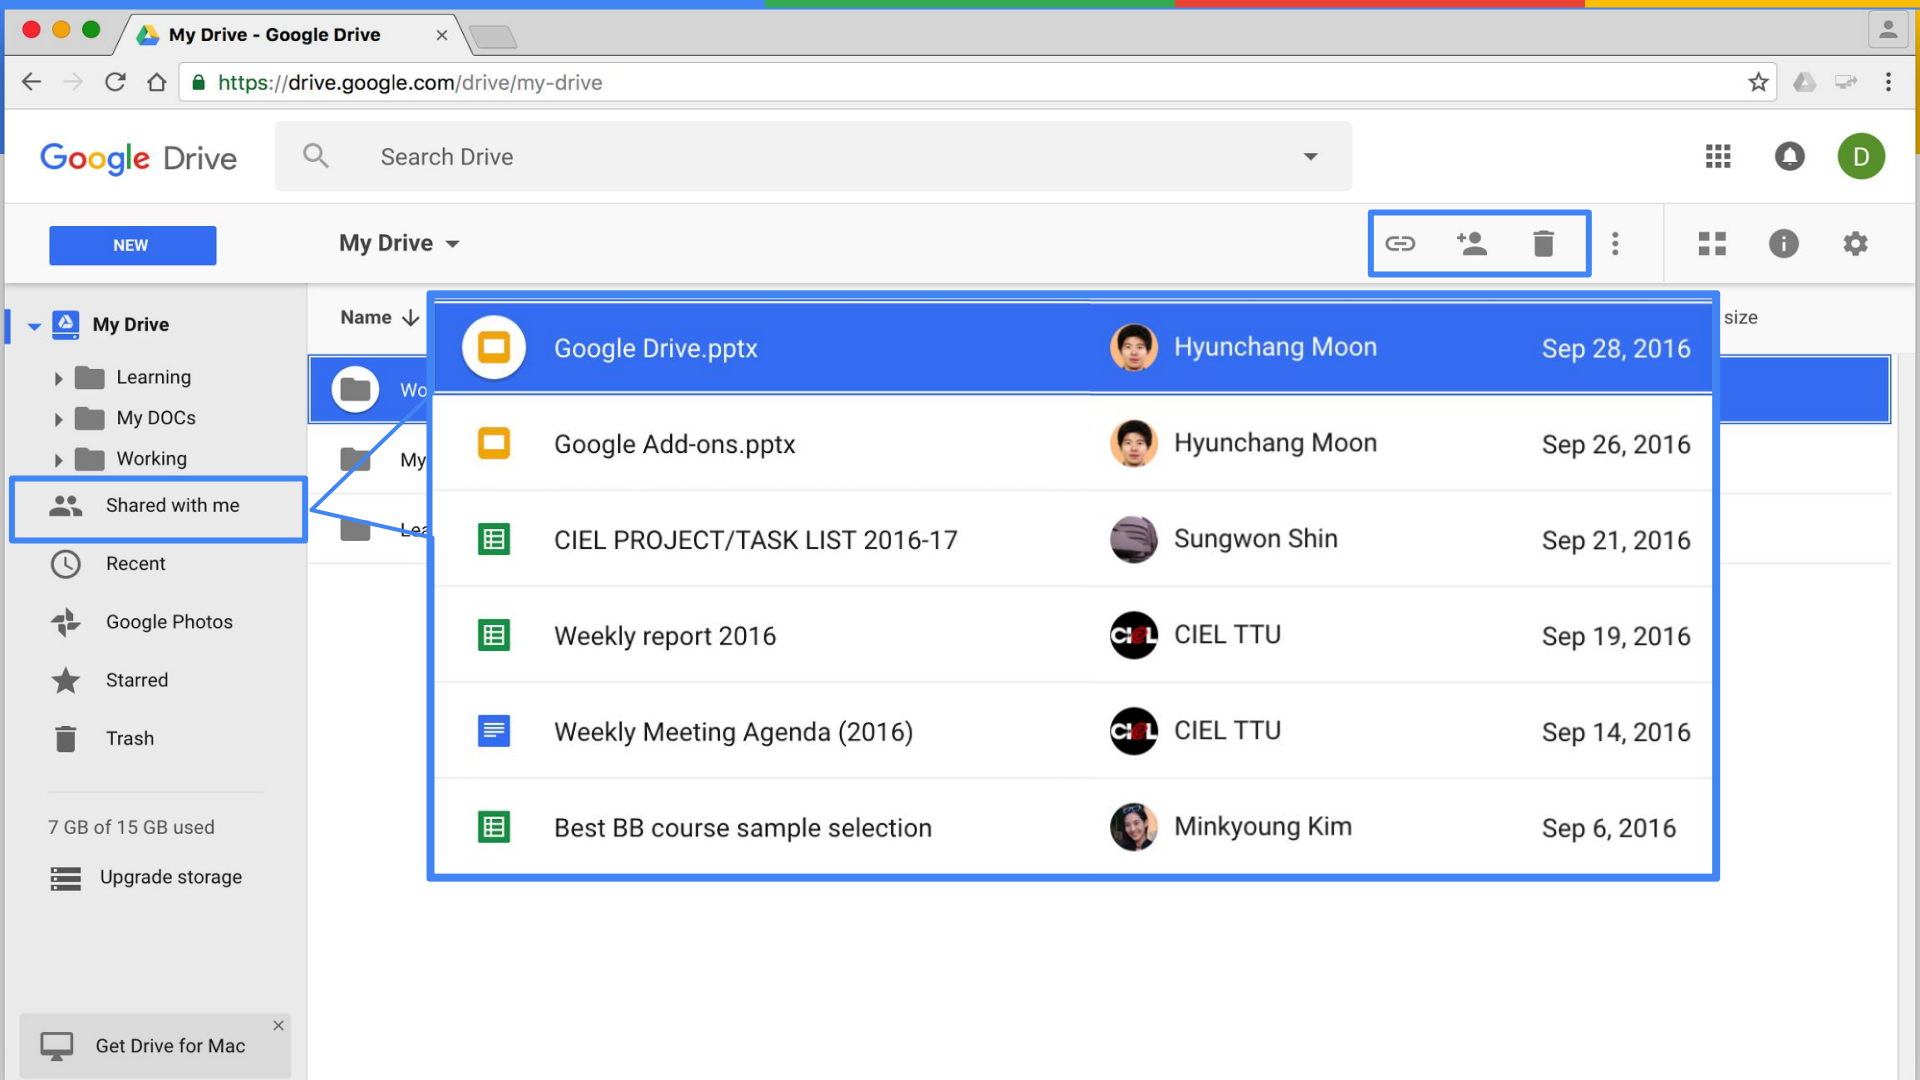 My Drive - Google Drive
https://drive.google.com/drive/my-drive
Google Drive
Search Drive
D
NEW
My Drive
My Drive
Learning
My DOCs
Working
Shared with me
Recent
Google Photos
Starred
Trash
7 GB of 15 GB used
Upgrade storage
Get Drive for Mac
Name
size
Wo
My
Lea
Google Drive.pptx Hyunchang Moon Sep 28, 2016
Google Add-ons.pptx Hyunchang Moon Sep 26, 2016
CIEL PROJECT/TASK LIST 2016-17 Sungwon Shin Sep 21, 2016
Weekly report 2016 CIEL CIEL TTU Sep 19, 2016
Weekly Meeting Agenda (2016) CIEL CIEL TTU Sep 14, 2016
Best BB course sample selection Minkyoung Kim Sep 6, 2016